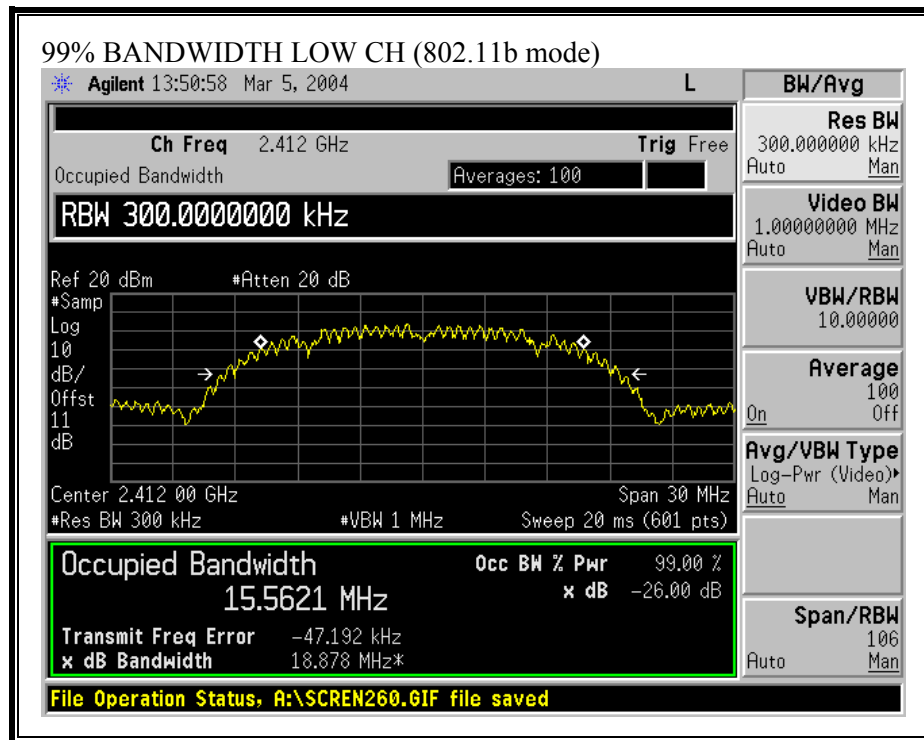 99% BANDWIDTH LOW CH (802.11b mode)
Agilent 13:50:58 Mar 5, 2004 L
Ch Freq 2.412 GHz Trig Free
Occupied Bandwidth Averages: 100
RBW 300.0000000 kHz
Ref 20 dBm #Atten 20 dB
#Samp
Log
10
dB/
Offst
11
dB
Center 2.412 00 GHz Span 30 MHz
#Res BW 300 kHz #VBW 1 MHz Sweep 20 ms (601 pts)
Occupied Bandwidth Occ BW % Pwr 99.00 %
15.5621 MHz x dB -26.00 dB
Transmit Freq Error -47.192 kHz
x dB Bandwidth 18.878 MHz*
File Operation Status, A:\SCREN260.GIF file saved
BW/Avg
Res BW
300.000000 kHz
Auto Man
Video BW
1.00000000 MHz
Auto Man
VBW/RBW
10.00000
Average
100
On Off
Avg/VBW Type
Log-Pwr (Video)
Auto Man
Span/RBW
106
Auto Man